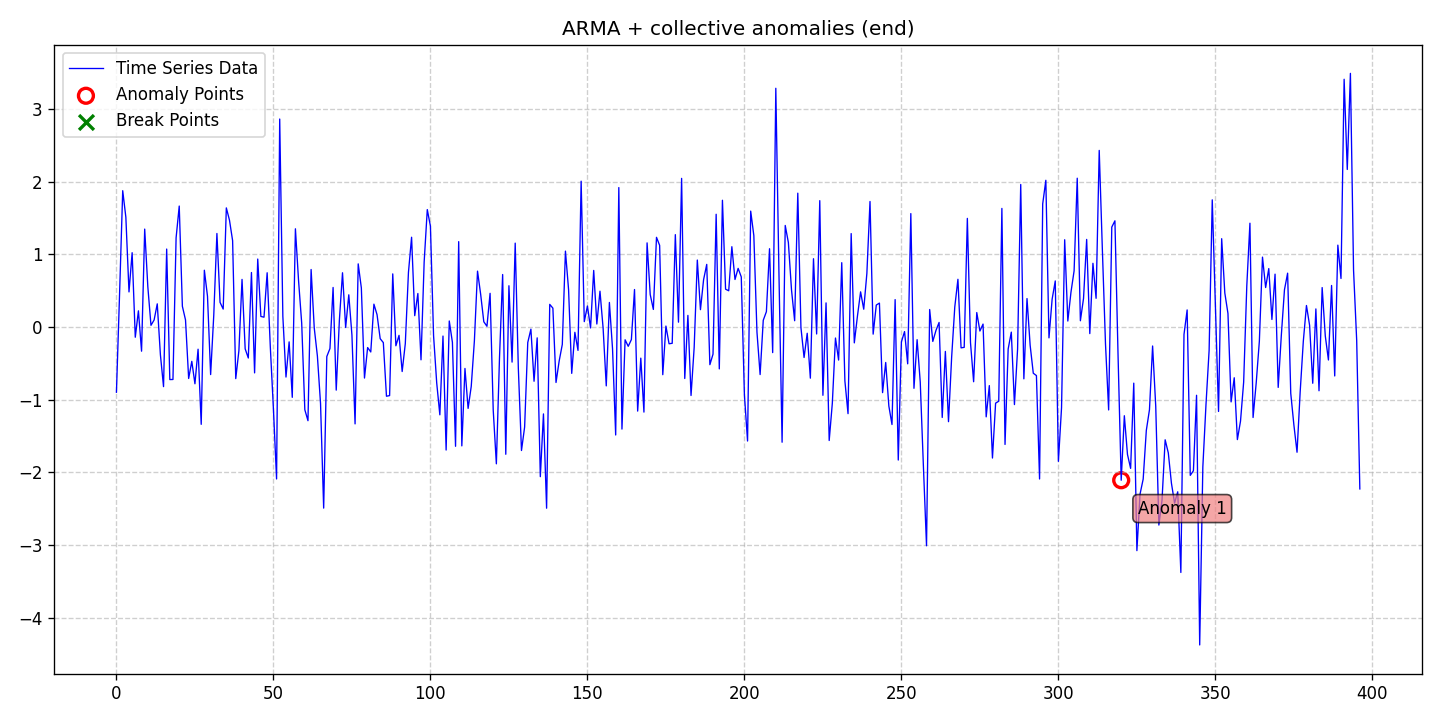 ARMA + collective anomalies (end)
Time Series Data
Anomaly Points
Break Points
3
2
1
0
−1
−2
−3
−4
Anomaly 1
0 50 100 150 200 250 300 350 400